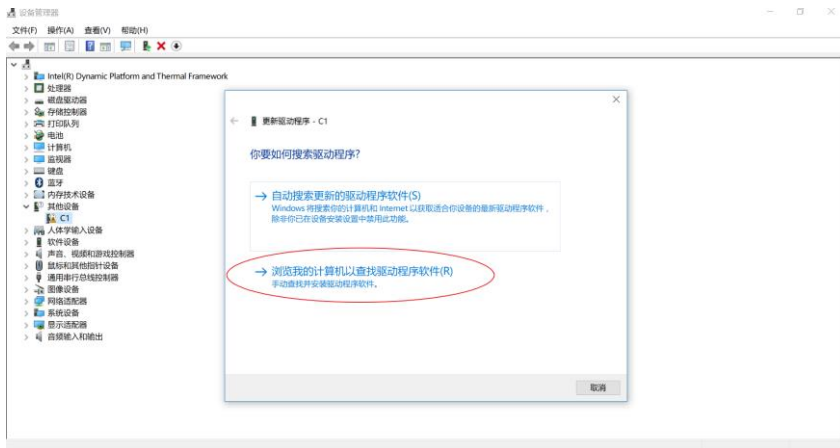 设备管理器
文件(F) 操作(A) 查看(V) 帮助(H)
Intel(R) Dynamic Platform and Thermal Framework
处理器
磁盘驱动器
存储控制器
打印队列
电池
计算机
监视器
键盘
蓝牙
内存技术设备
其他设备
C1
人体学输入设备
软件设备
声音、视频和游戏控制器
鼠标和其他指针设备
通用串行总线控制器
图像设备
网络适配器
系统设备
显示适配器
音频输入和输出
更新驱动程序 - C1
你要如何搜索驱动程序?
自动搜索更新的驱动程序软件(S)
Windows 将搜索你的计算机和 Internet 以获取适合你设备的最新驱动程序软件，
除非你已在设备安装设置中禁用此功能。
浏览我的计算机以查找驱动程序软件(R)
手动查找并安装驱动程序软件。
取消